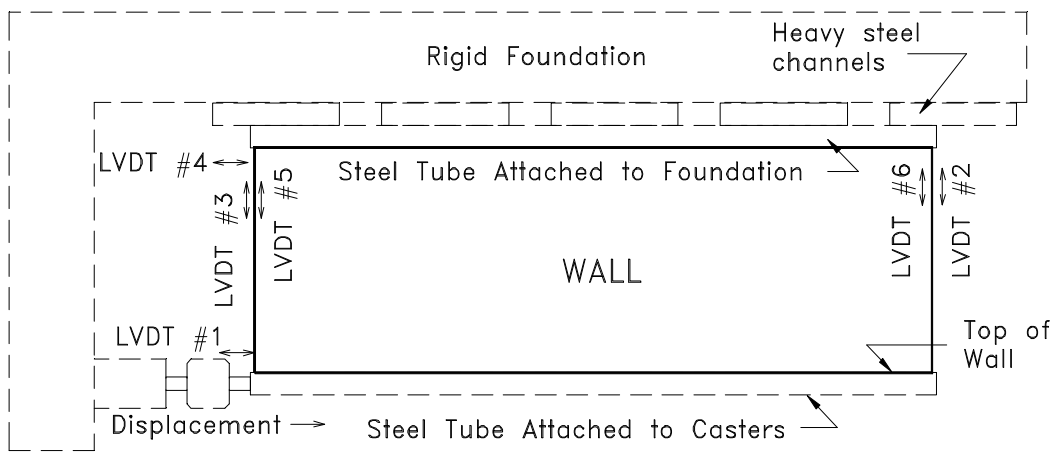 Heavy steel
channels
Rigid Foundation
LVDT #4
Steel Tube Attached to Foundation
LVDT #3
LVDT #5
LVDT #6
LVDT #2
WALL
LVDT #1
Top of
Wall
Displacement
Steel Tube Attached to Casters